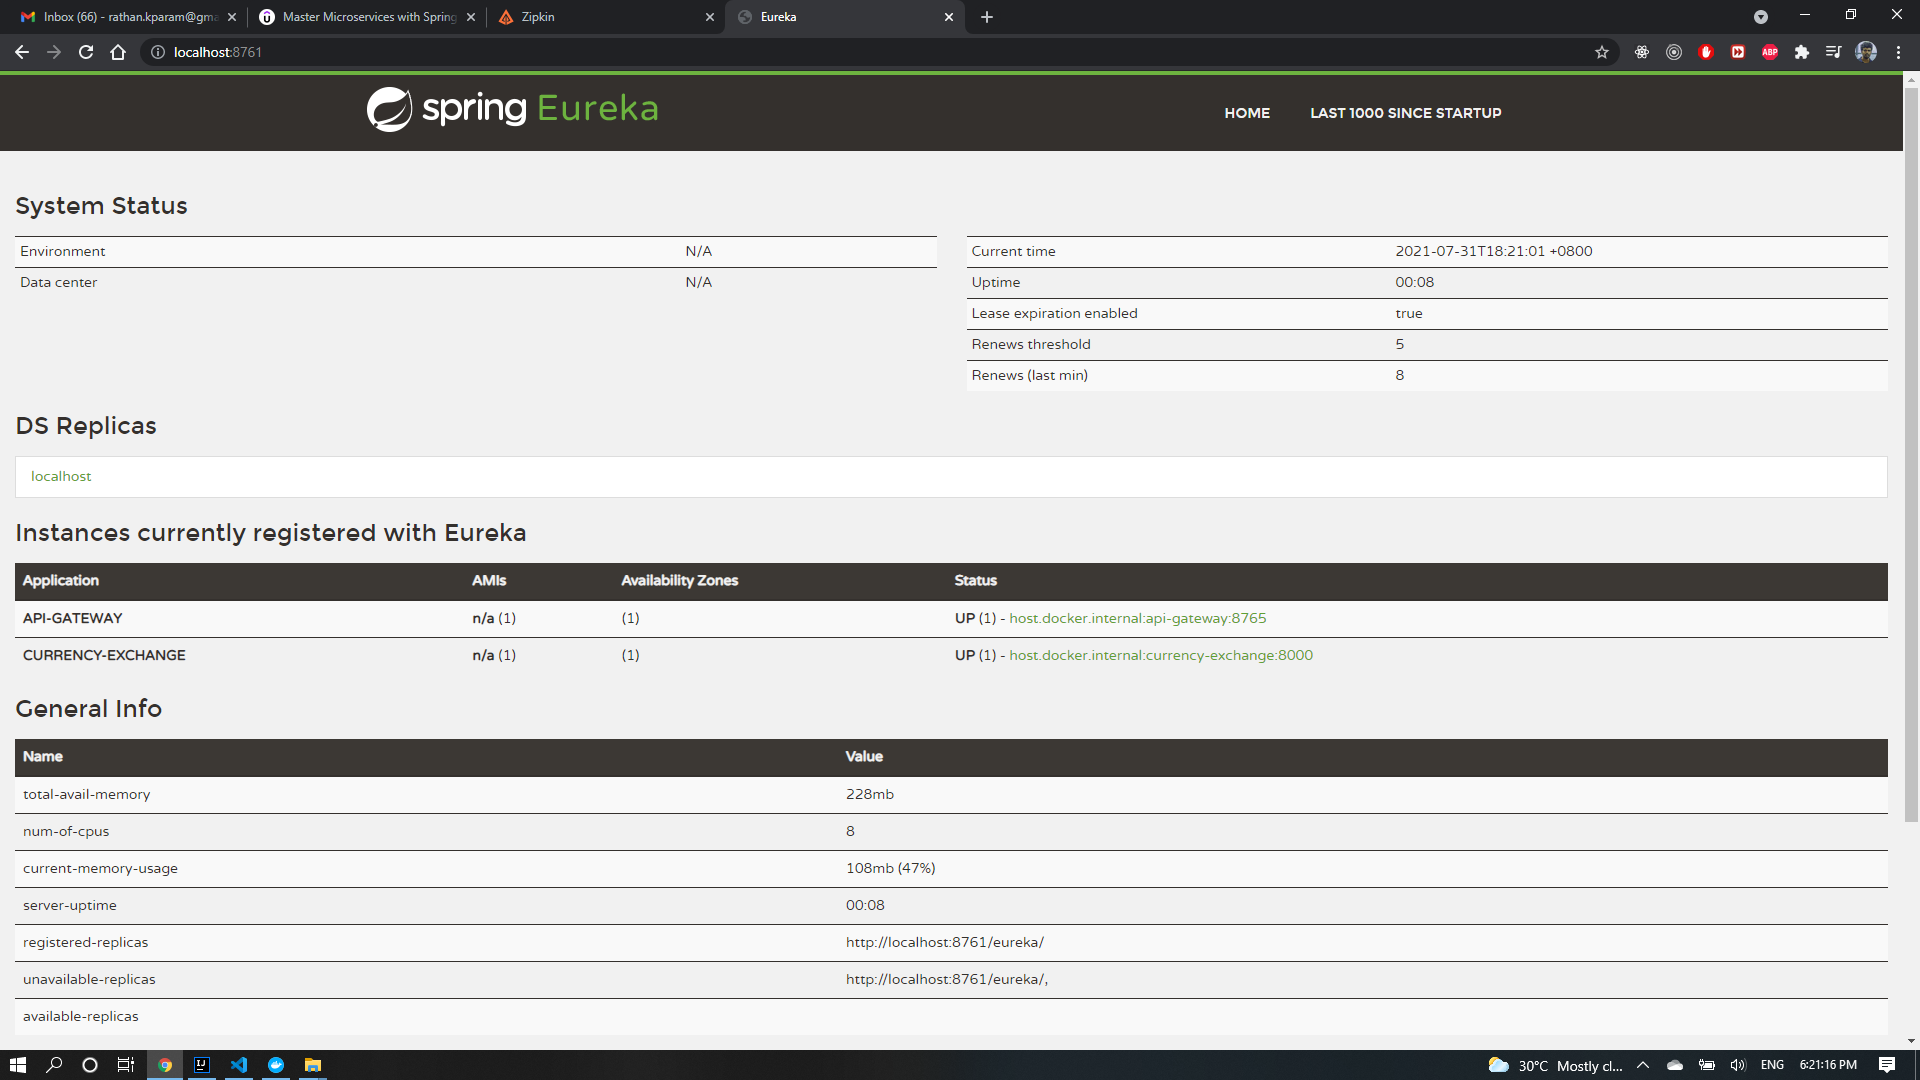 Inbox (66) - rathan.kparam@gma
Master Microservices with Spring
Zipkin
Eureka
localhost:8761
ABP
spring Eureka
HOME
LAST 1000 SINCE STARTUP
System Status
Environment N/A
Data center N/A
Current time 2021-07-31T18:21:01 +0800
Uptime 00:08
Lease expiration enabled true
Renews threshold 5
Renews (last min) 8
DS Replicas
localhost
Instances currently registered with Eureka
Application AMIs Availability Zones Status
API-GATEWAY n/a (1) (1) UP (1) - host.docker.internal:api-gateway:8765
CURRENCY-EXCHANGE n/a (1) (1) UP (1) - host.docker.internal:currency-exchange:8000
General Info
Name Value
total-avail-memory 228mb
num-of-cpus 8
current-memory-usage 108mb (47%)
server-uptime 00:08
registered-replicas http://localhost:8761/eureka/
unavailable-replicas http://localhost:8761/eureka/,
available-replicas
IJ
30°C Mostly cl... ENG 6:21:16 PM